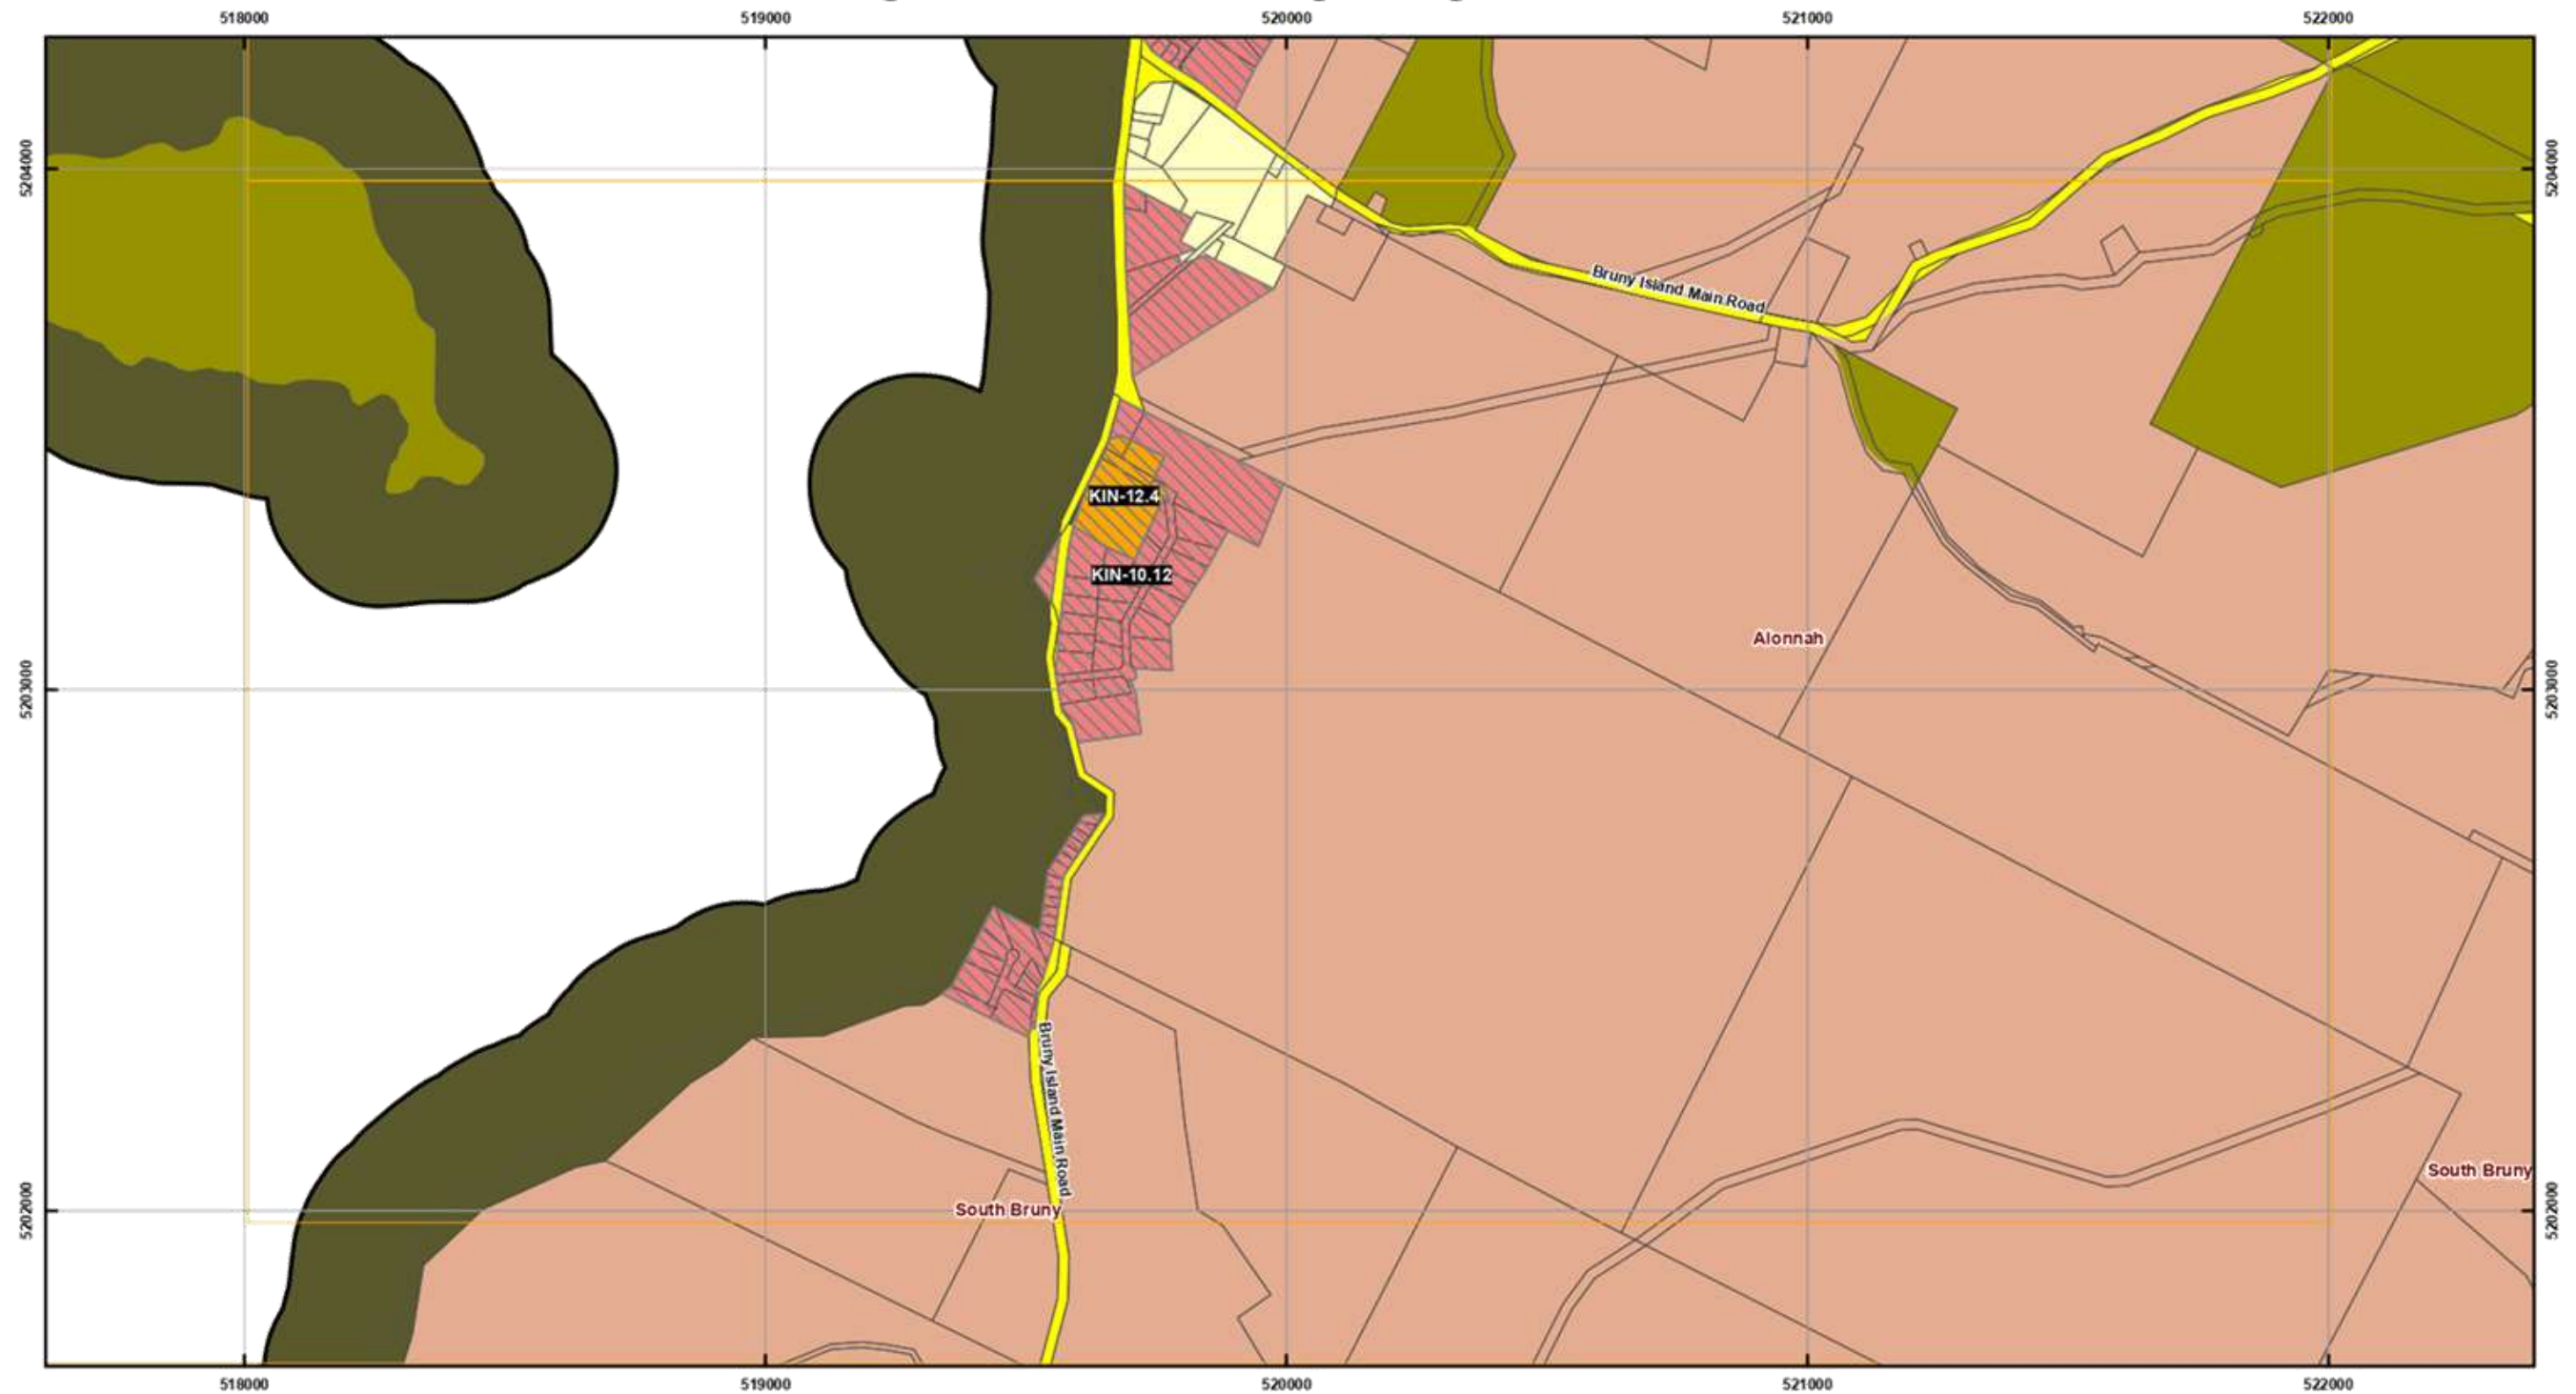 518000 519000 520000 521000 522000
5204000 5204000
Bruny Island Main Road
KIN-12.4
KIN-10.12
Alonnah
5203000 5203000
Bruny Island Main Road
South Bruny
South Bruny
5202000 5202000
518000 519000 520000 521000 522000